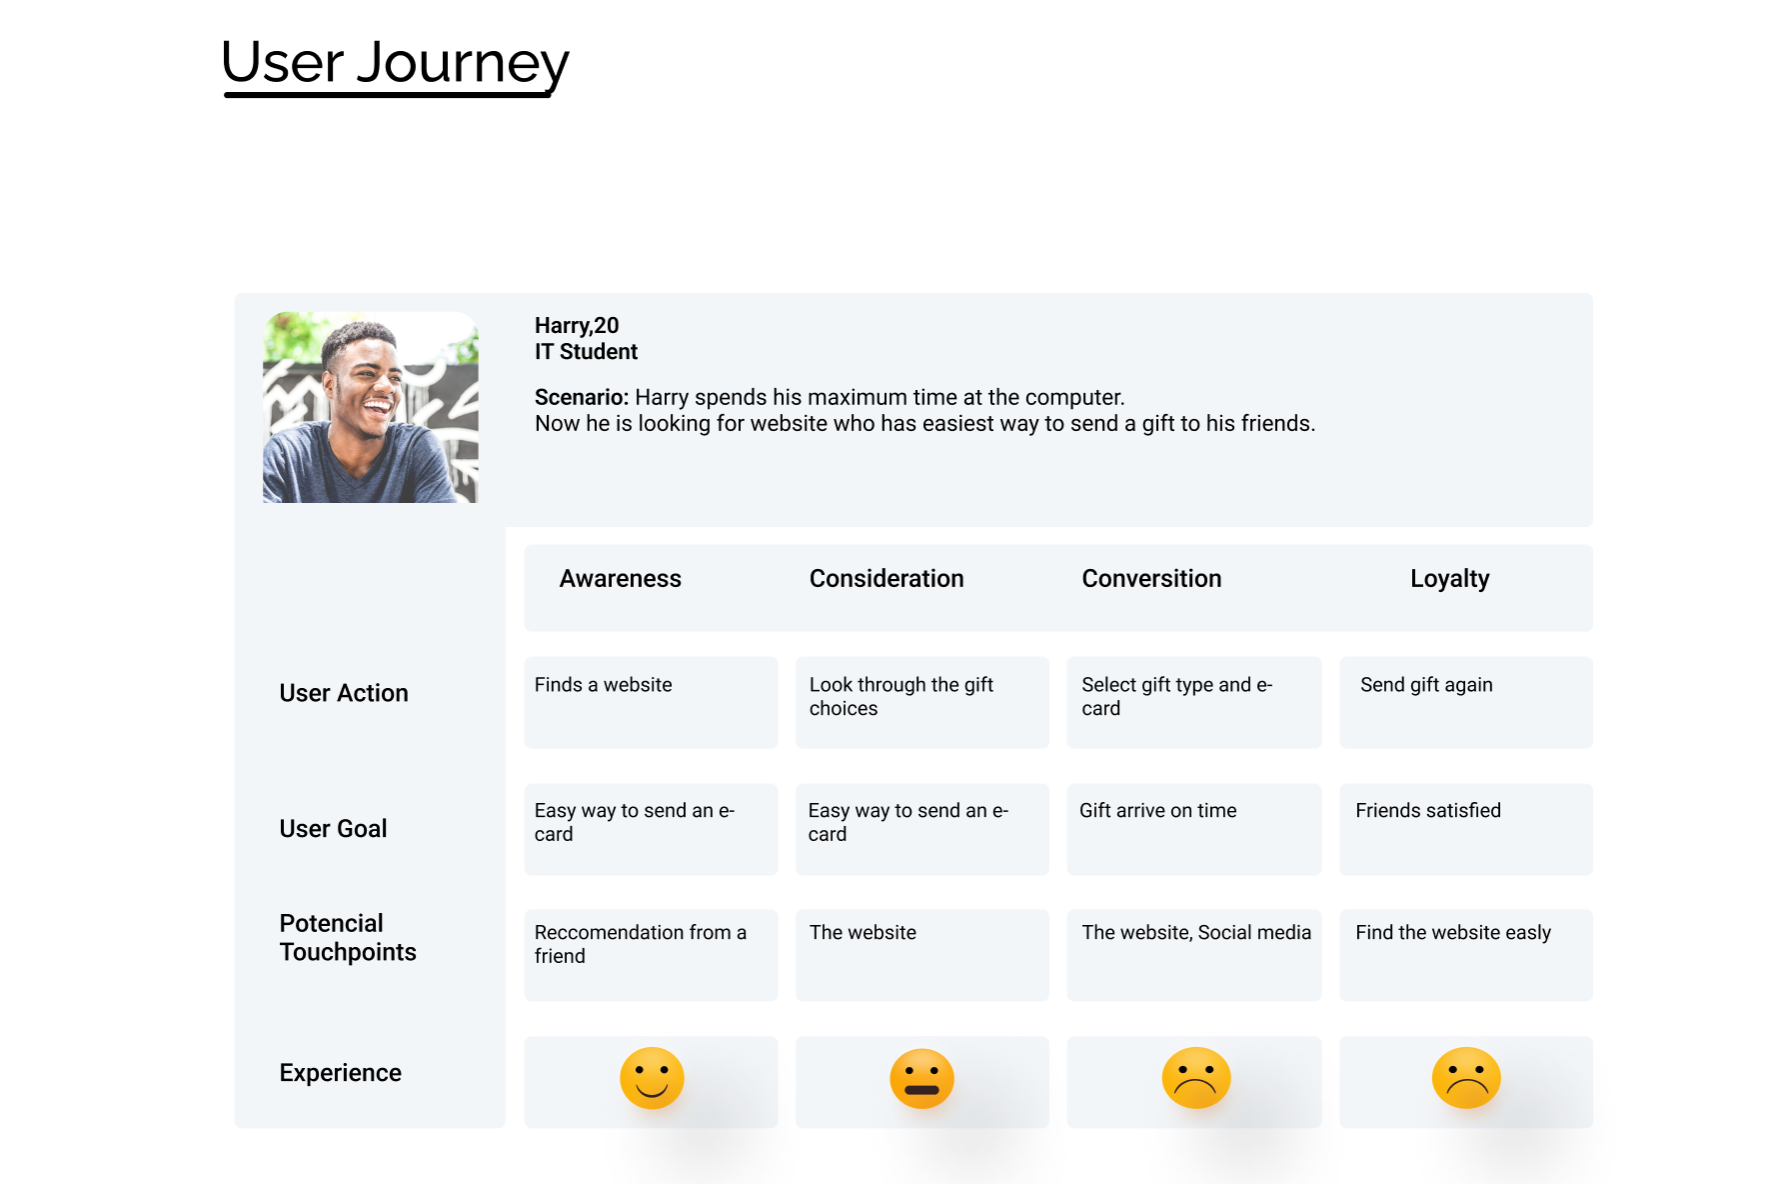 User Journey
Harry,20
IT Student
Scenario: Harry spends his maximum time at the computer.
Now he is looking for website who has easiest way to send a gift to his friends.
Awareness Consideration Conversition Loyalty
User Action
Finds a website
Look through the gift
choices
Select gift type and e-
card
Send gift again
User Goal
Easy way to send an e-
card
Easy way to send an e-
card
Gift arrive on time
Friends satisfied
Potencial
Touchpoints
Reccomendation from a
friend
The website
The website, Social media
Find the website easly
Experience